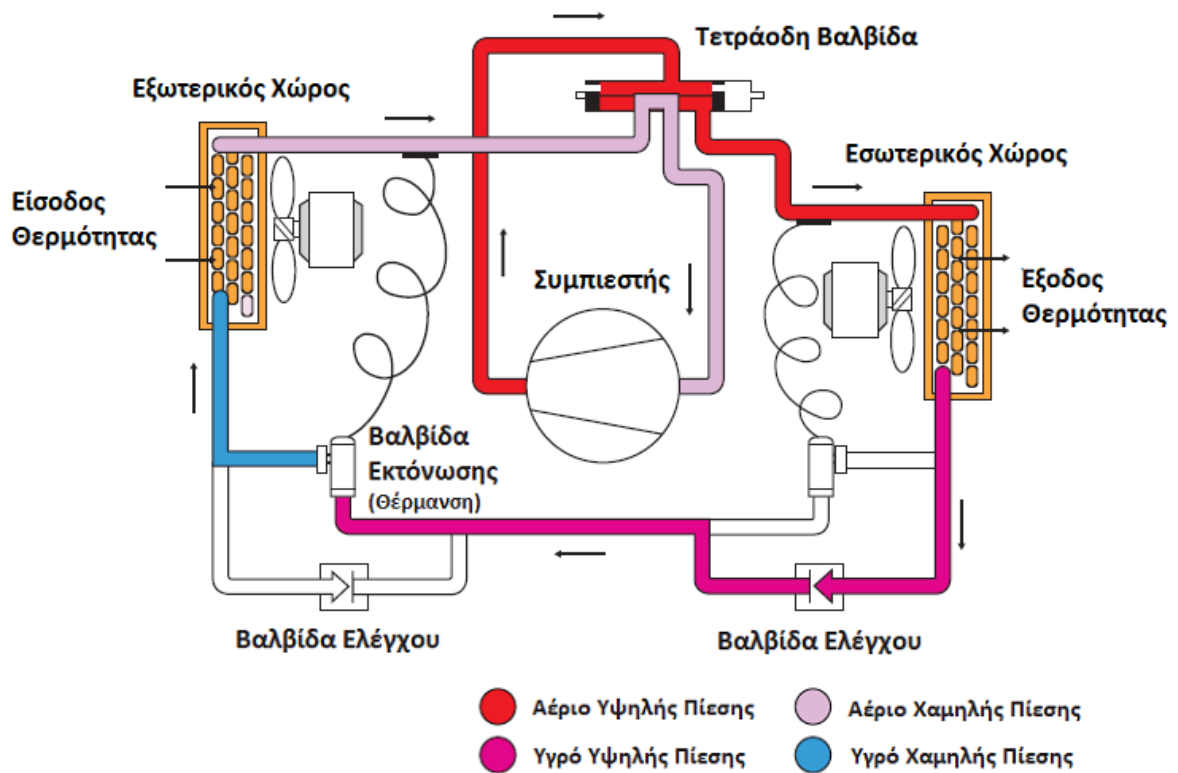 Τετράοδη Βαλβίδα
Εξωτερικός Χώρος
Εσωτερικός Χώρος
Είσοδος
Θερμότητας
Συμπιεστής
Έξοδος
Θερμότητας
Βαλβίδα
Εκτόνωσης
(Θέρμανση)
Βαλβίδα Ελέγχου
Βαλβίδα Ελέγχου
Αέριο Υψηλής Πίεσης
Αέριο Χαμηλής Πίεσης
Υγρό Υψηλής Πίεσης
Υγρό Χαμηλής Πίεσης